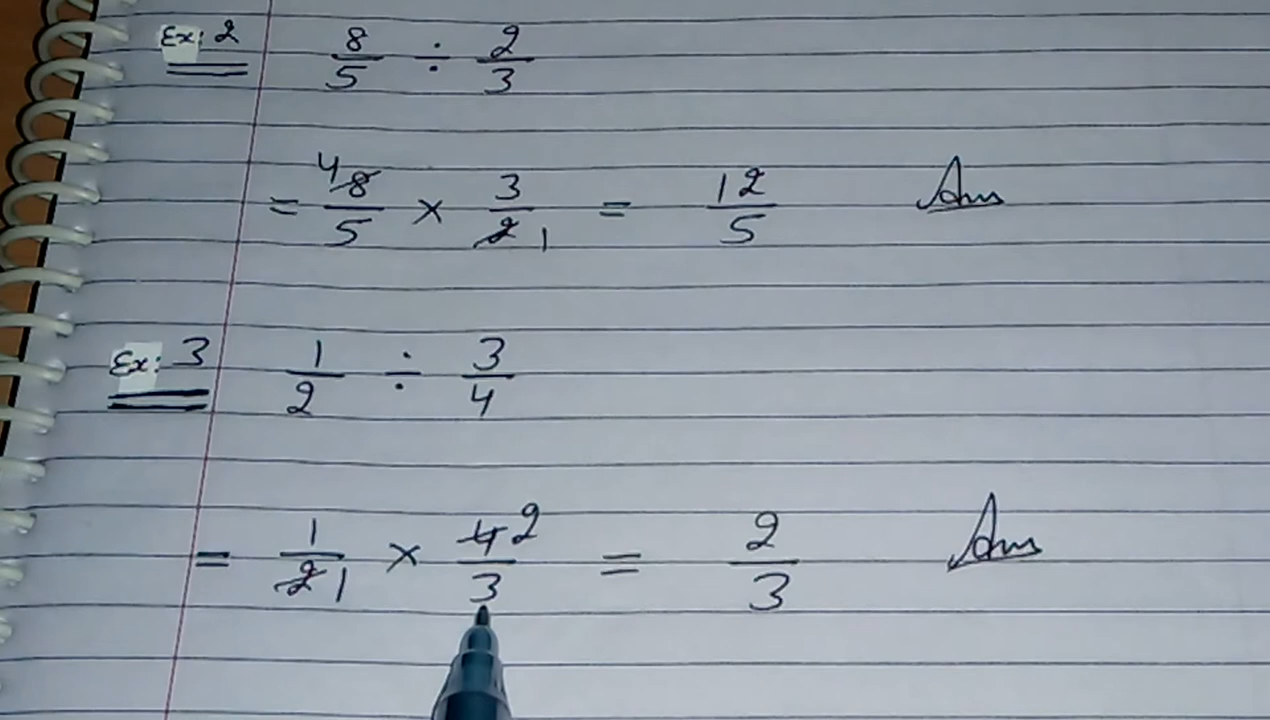 Ex: 2 8/5 ÷ 2/3
= 4 8/5 × 3/2 1 = 12/5 Ans
Ex: 3 1/2 ÷ 3/4
= 1/2 1 × 4 2/3 = 2/3 Ans